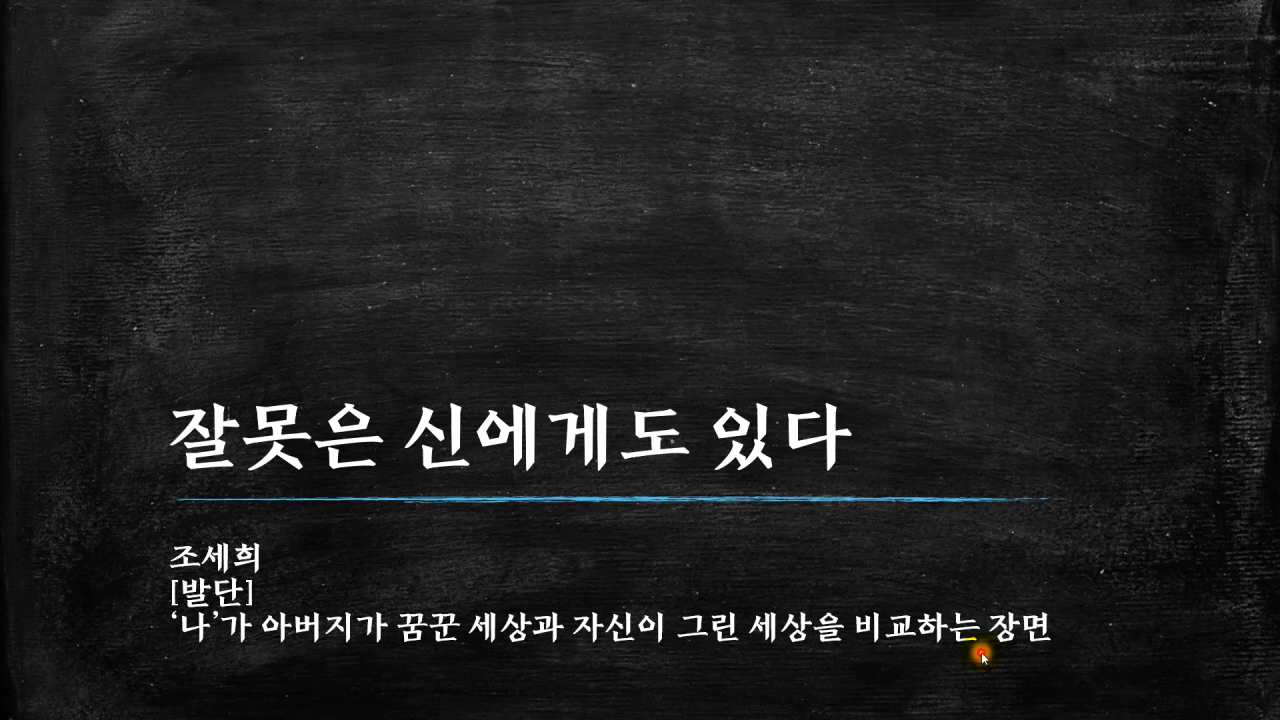 잘못은 신에게도 있다
조세희
[발단]
‘나’가 아버지가 꿈꾼 세상과 자신이 그린 세상을 비교하는 장면